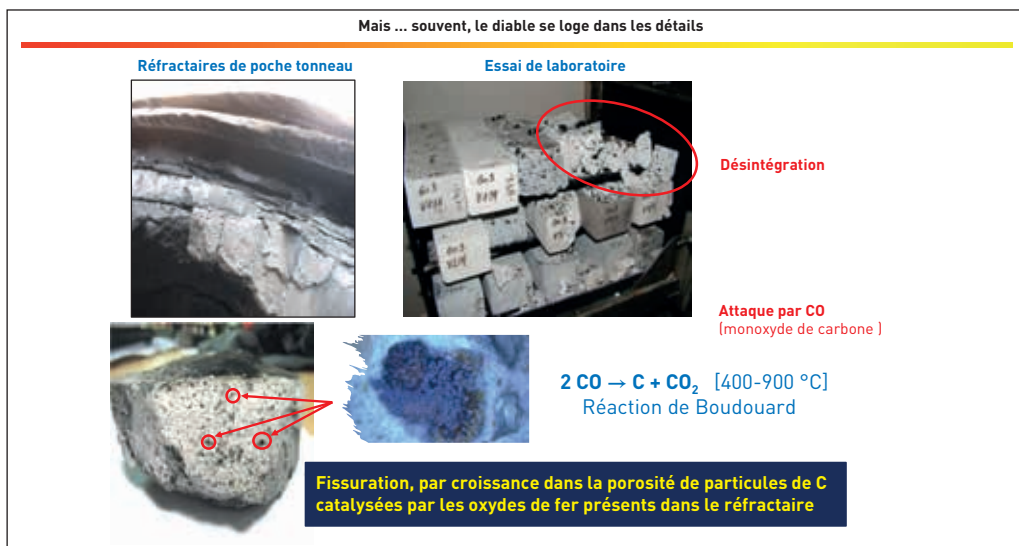 Mais ... souvent, le diable se loge dans les détails
Réfractaires de poche tonneau
Essai de laboratoire
Désintégration
Attaque par CO
(monoxyde de carbone )
2 CO → C + CO₂ [400-900 °C]
Réaction de Boudouard
Fissuration, par croissance dans la porosité de particules de C
catalysées par les oxydes de fer présents dans le réfractaire